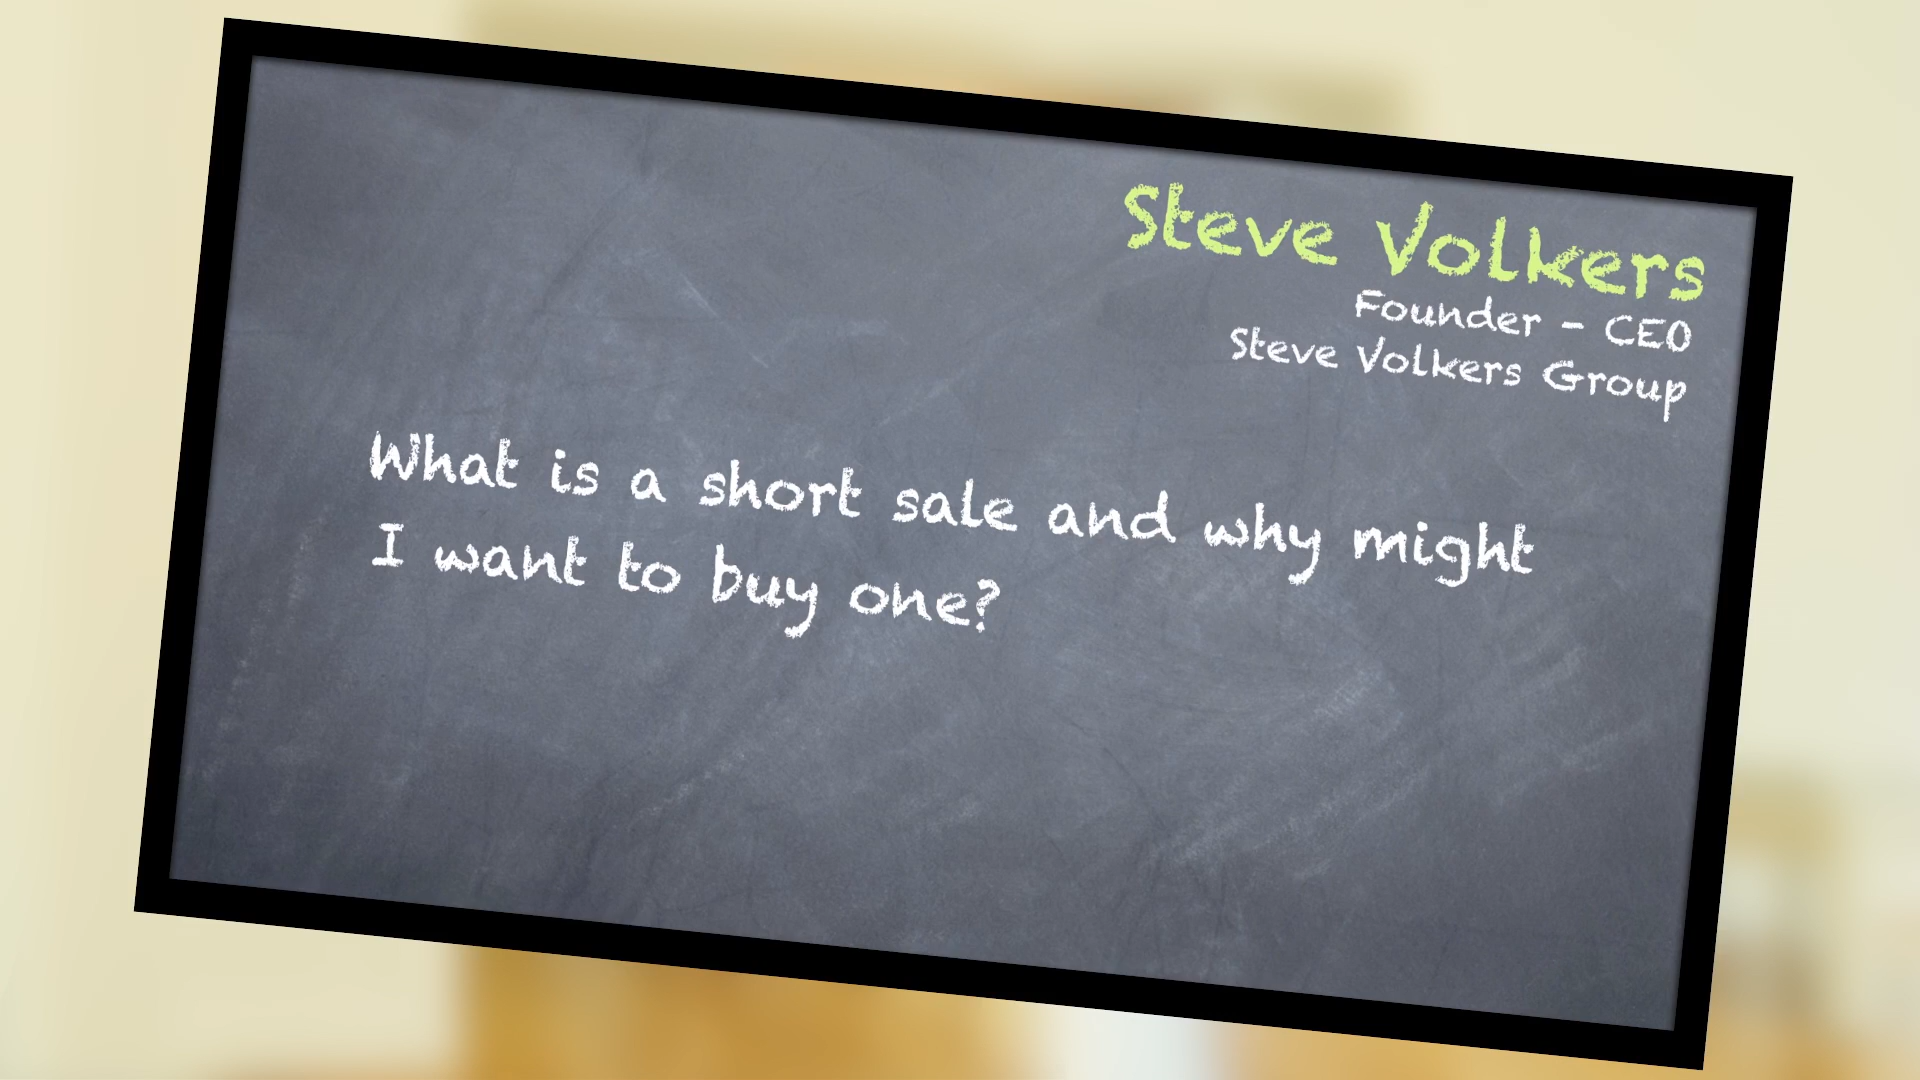 Steve Volkers
Founder - CEO
Steve Volkers Group
What is a short sale and why might
I want to buy one?